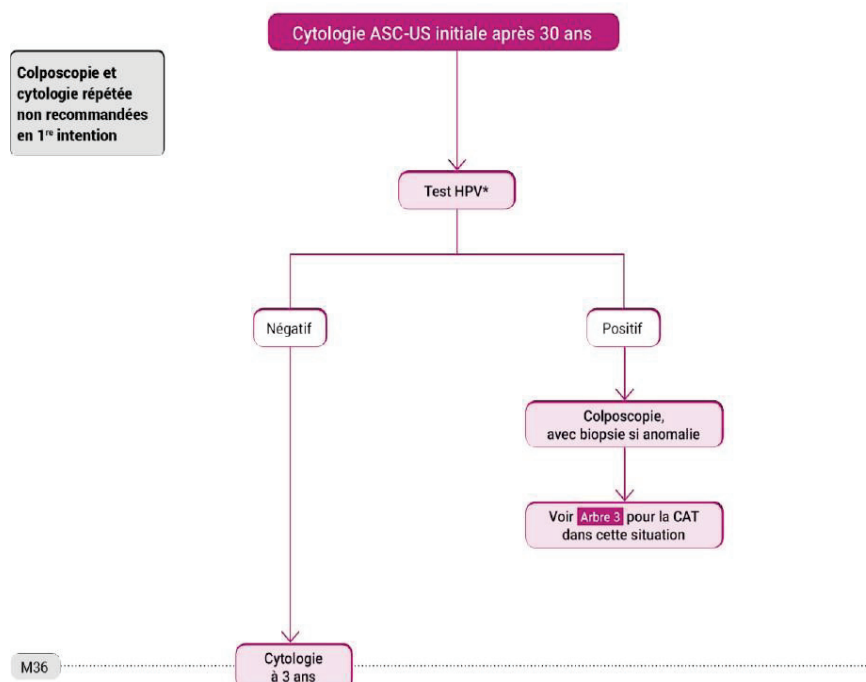 Cytologie ASC-US initiale après 30 ans
Colposcopie et
cytologie répétée
non recommandées
en 1re intention
Test HPV*
Négatif
Positif
Colposcopie,
avec biopsie si anomalie
Voir Arbre 3 pour la CAT
dans cette situation
M36
Cytologie
à 3 ans